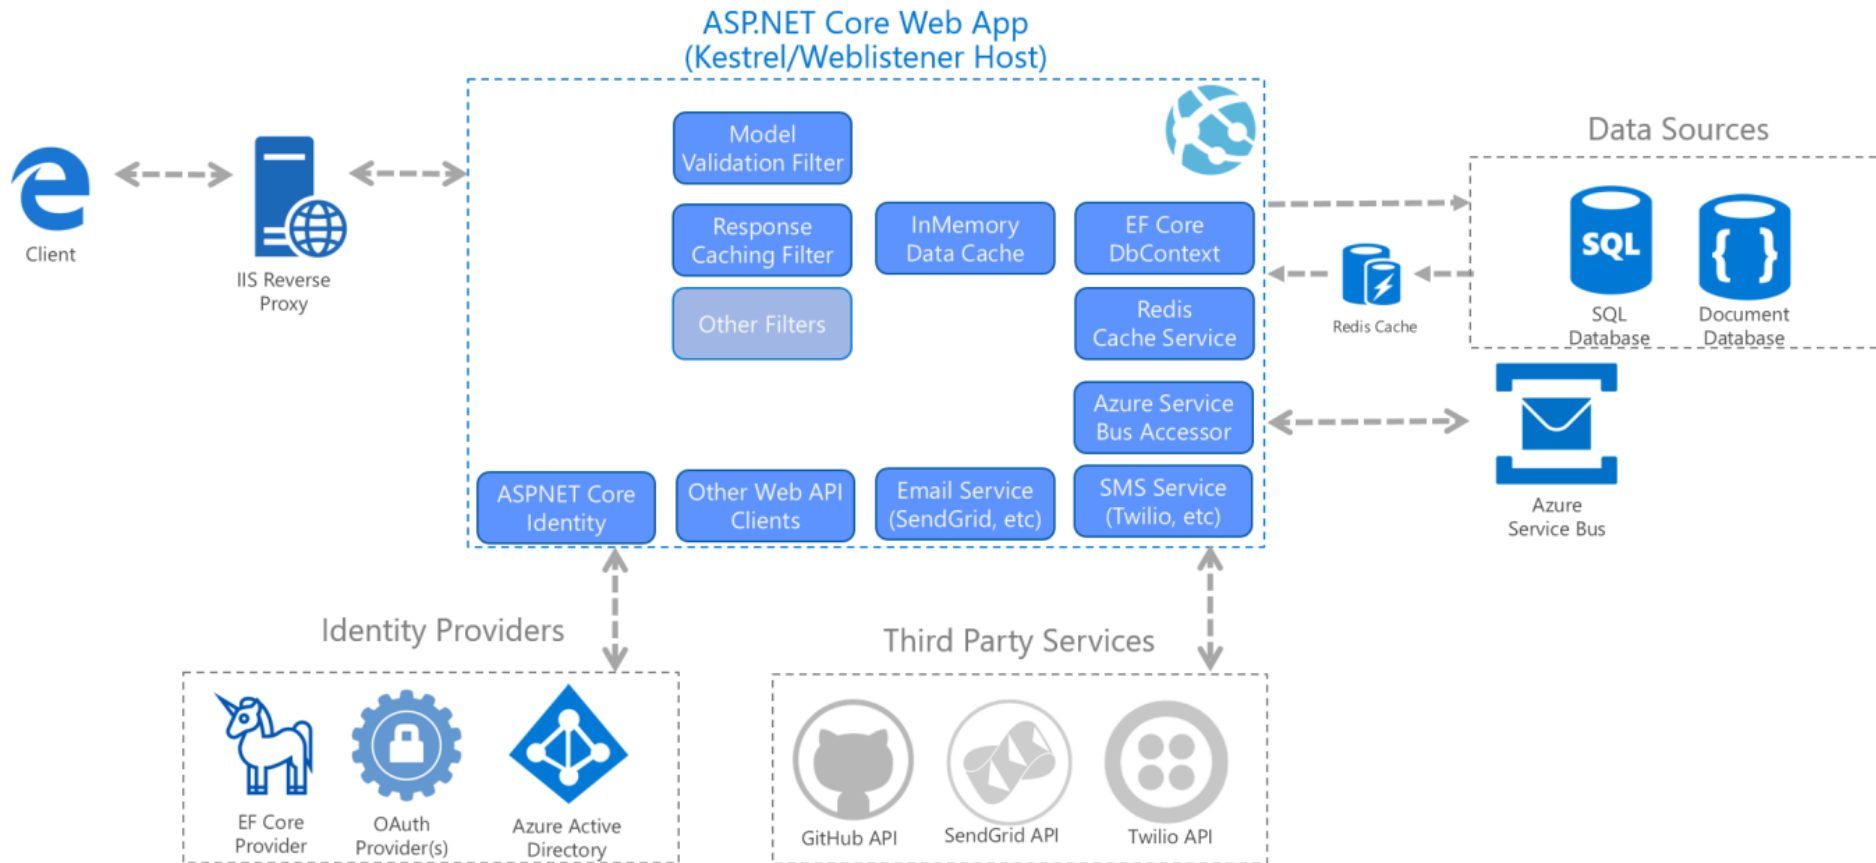 ASP.NET Core Web App
(Kestrel/Weblistener Host)
Client
IIS Reverse
Proxy
Model
Validation Filter
Response
Caching Filter
Other Filters
InMemory
Data Cache
EF Core
DbContext
Redis
Cache Service
Azure Service
Bus Accessor
ASPNET Core
Identity
Other Web API
Clients
Email Service
(SendGrid, etc)
SMS Service
(Twilio, etc)
Redis Cache
Data Sources
SQL
SQL
Database
{ }
Document
Database
Azure
Service Bus
Identity Providers
EF Core
Provider
OAuth
Provider(s)
Azure Active
Directory
Third Party Services
GitHub API
SendGrid API
Twilio API